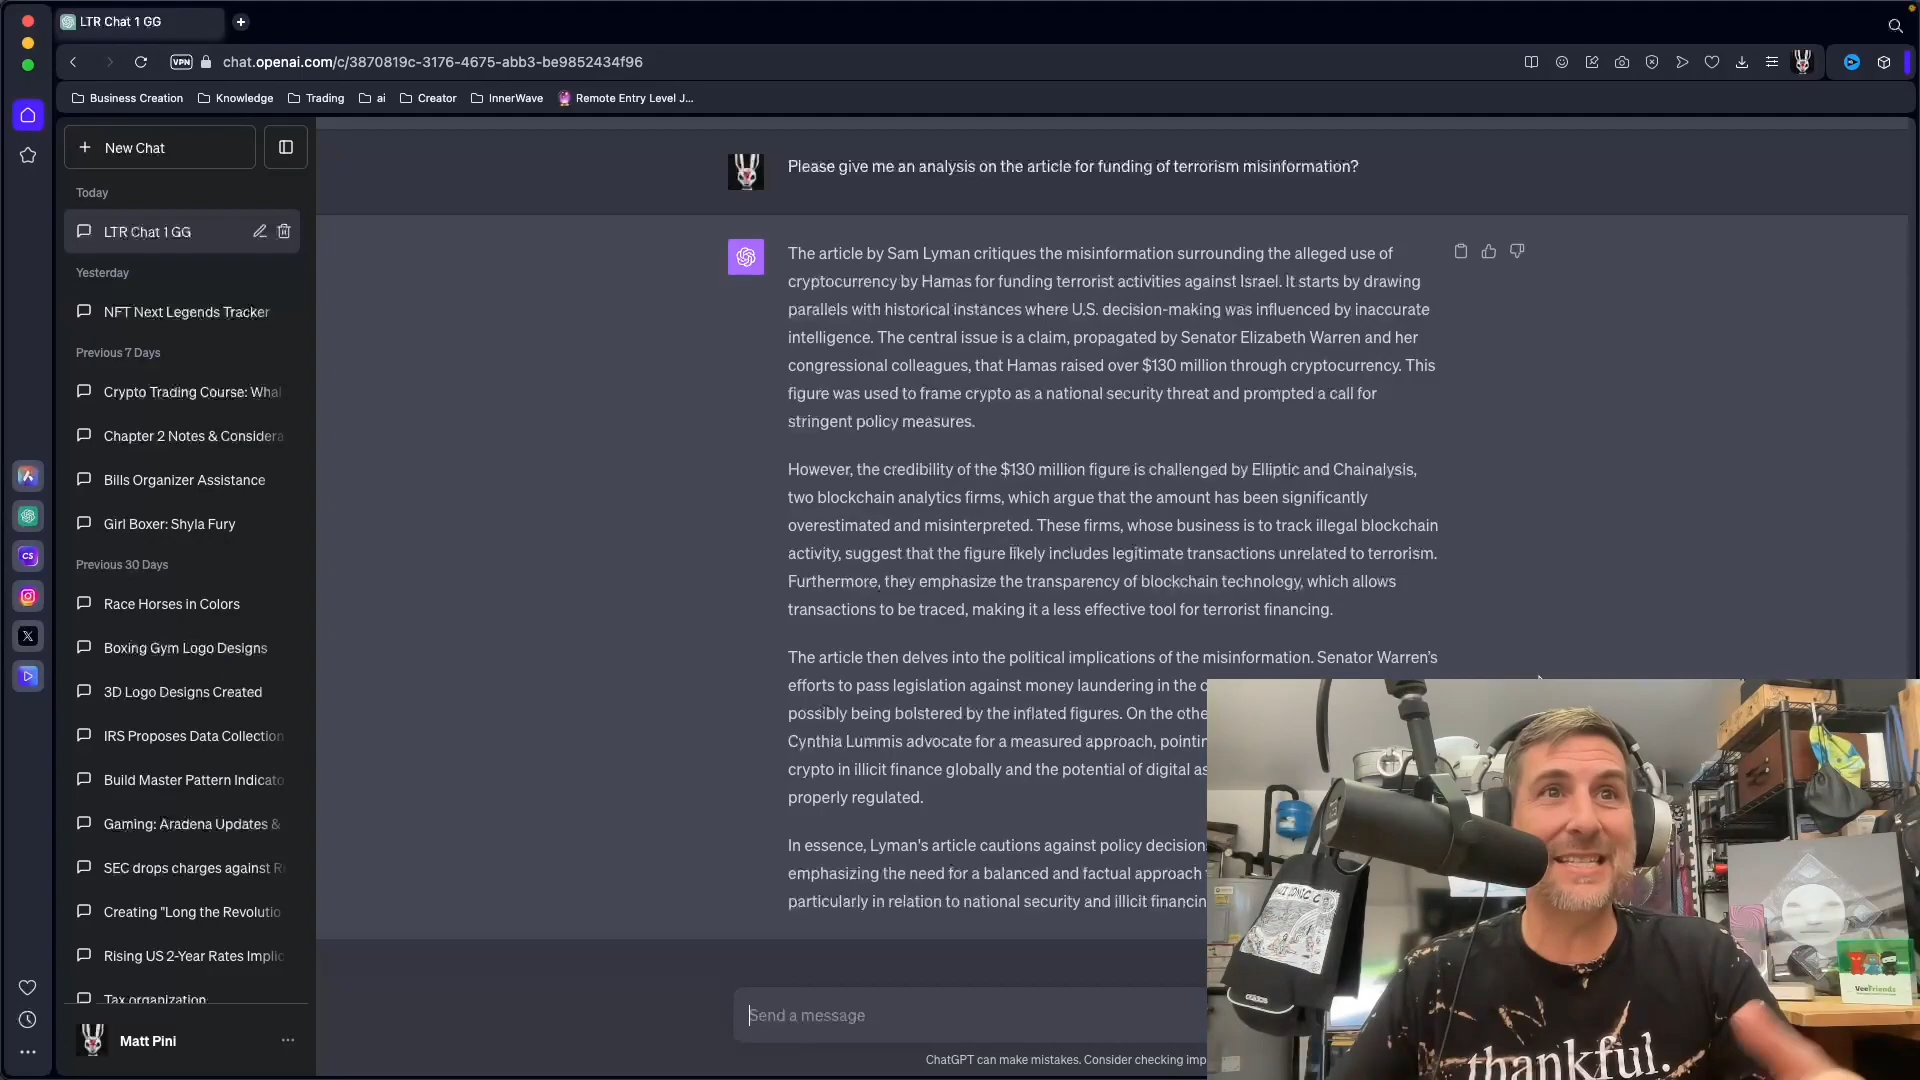 LTR Chat 1 GG
VPN
chat.openai.com/c/3870819c-3176-4675-abb3-be9852434f96
Business Creation
Knowledge
Trading
ai
Creator
InnerWave
Remote Entry Level J...
New Chat
Today
LTR Chat 1 GG
Yesterday
NFT Next Legends Tracker
Previous 7 Days
Crypto Trading Course: Whal
Chapter 2 Notes & Considera
Bills Organizer Assistance
Girl Boxer: Shyla Fury
Previous 30 Days
Race Horses in Colors
Boxing Gym Logo Designs
3D Logo Designs Created
IRS Proposes Data Collection
Build Master Pattern Indicato
Gaming: Aradena Updates &
SEC drops charges against R
Creating "Long the Revolutio
Rising US 2-Year Rates Implic
Tax organization
Matt Pini
CS
Please give me an analysis on the article for funding of terrorism misinformation?
The article by Sam Lyman critiques the misinformation surrounding the alleged use of
cryptocurrency by Hamas for funding terrorist activities against Israel. It starts by drawing
parallels with historical instances where U.S. decision-making was influenced by inaccurate
intelligence. The central issue is a claim, propagated by Senator Elizabeth Warren and her
congressional colleagues, that Hamas raised over $130 million through cryptocurrency. This
figure was used to frame crypto as a national security threat and prompted a call for
stringent policy measures.
However, the credibility of the $130 million figure is challenged by Elliptic and Chainalysis,
two blockchain analytics firms, which argue that the amount has been significantly
overestimated and misinterpreted. These firms, whose business is to track illegal blockchain
activity, suggest that the figure likely includes legitimate transactions unrelated to terrorism.
Furthermore, they emphasize the transparency of blockchain technology, which allows
transactions to be traced, making it a less effective tool for terrorist financing.
The article then delves into the political implications of the misinformation. Senator Warren's
efforts to pass legislation against money laundering in the c
possibly being bolstered by the inflated figures. On the othe
Cynthia Lummis advocate for a measured approach, pointin
crypto in illicit finance globally and the potential of digital as
properly regulated.
In essence, Lyman's article cautions against policy decision
emphasizing the need for a balanced and factual approach
particularly in relation to national security and illicit financin
Send a message
ChatGPT can make mistakes. Consider checking imp
VeeFriends
thankful.